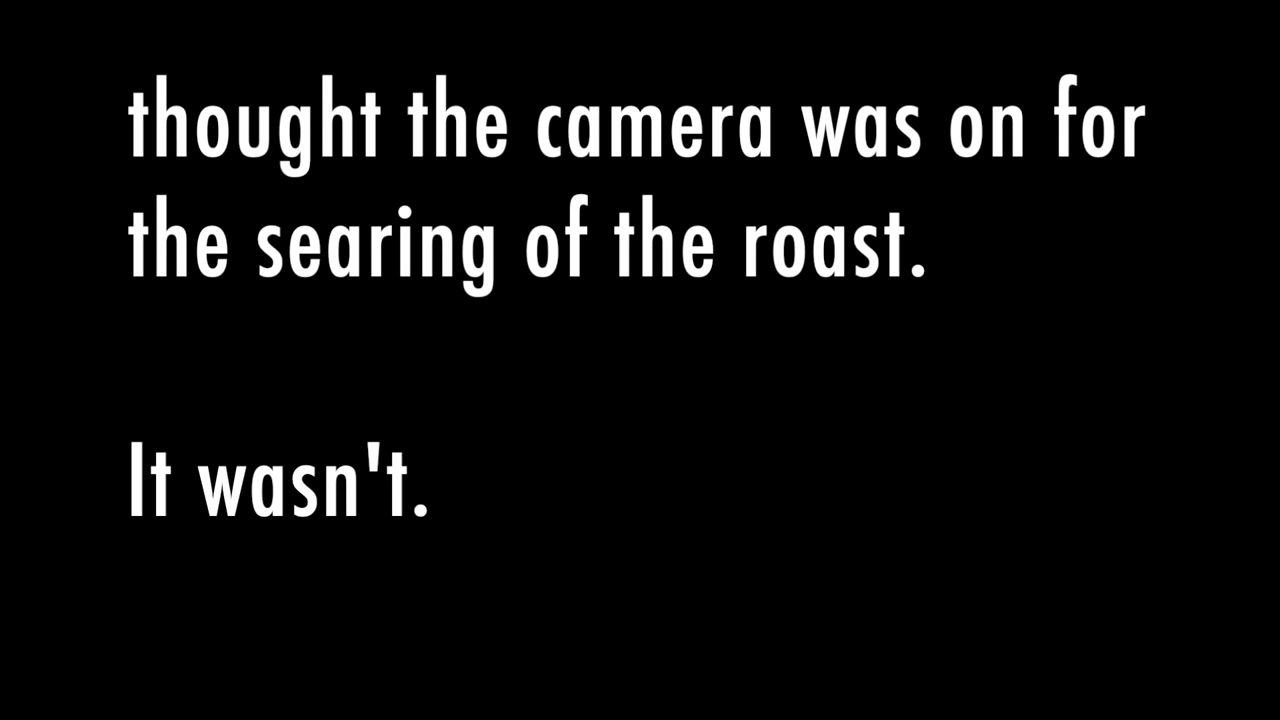 thought the camera was on for
the searing of the roast.
It wasn't.